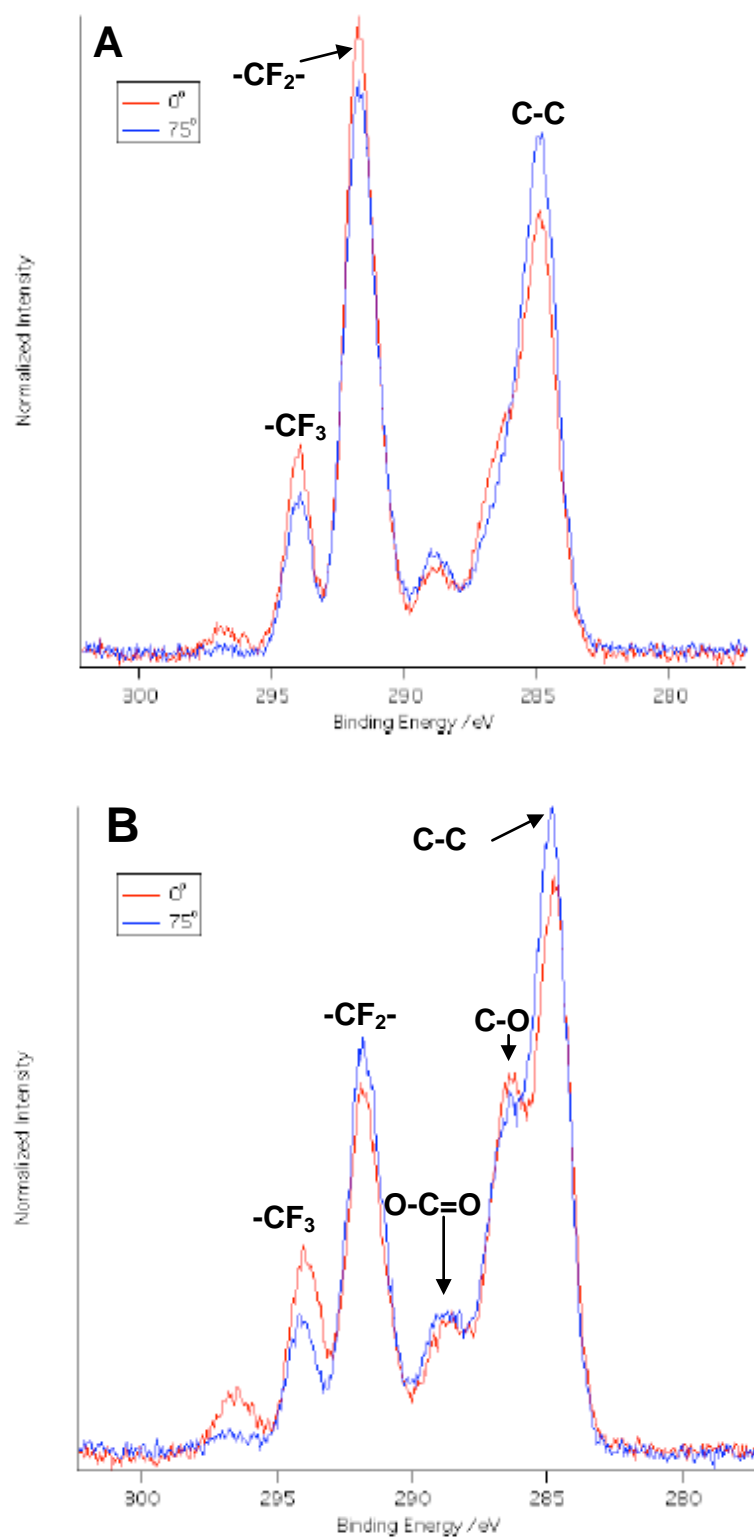 A
-CF₂-
0°
75°
C-C
-CF₃
Normalized Intensity
300 295 290 285 280
Binding Energy /eV
B
C-C
0°
75°
-CF₂-
C-O
O-C=O
-CF₃
Normalized Intensity
300 295 290 285 280
Binding Energy /eV